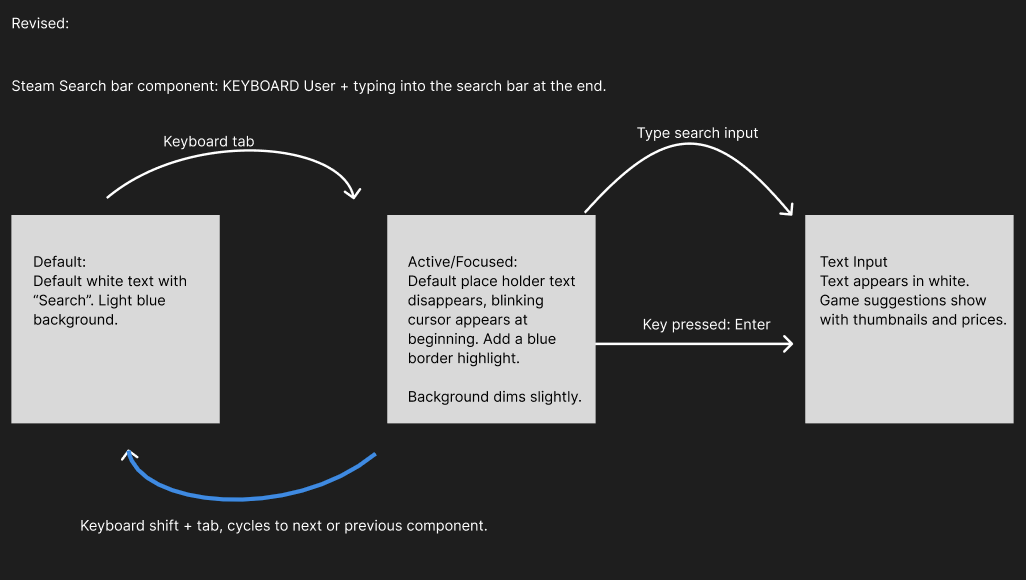 Revised:
Steam Search bar component: KEYBOARD User + typing into the search bar at the end.
Keyboard tab
Type search input
Default:
Default white text with
“Search”. Light blue
background.
Active/Focused:
Default place holder text
disappears, blinking
cursor appears at
beginning. Add a blue
border highlight.
Background dims slightly.
Key pressed: Enter
Text Input
Text appears in white.
Game suggestions show
with thumbnails and prices.
Keyboard shift + tab, cycles to next or previous component.